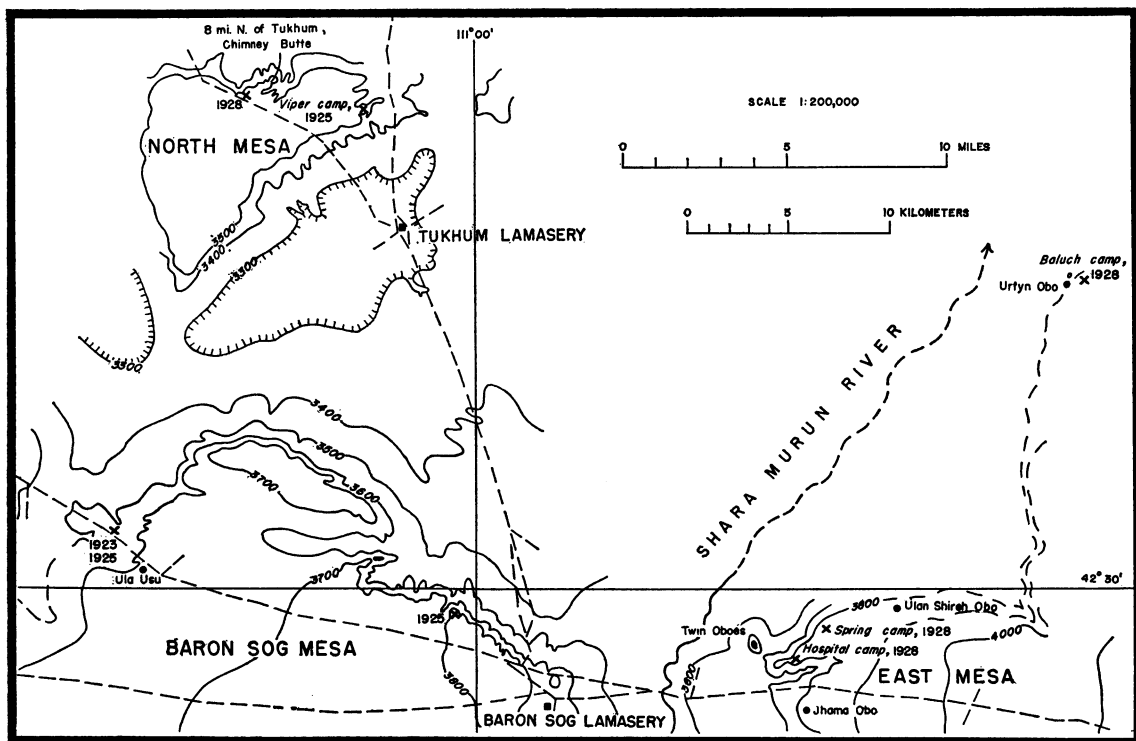 8 mi. N. of Tukhum,
Chimney Butte
111°00'
1928
Viper camp,
1925
SCALE 1:200,000
NORTH MESA
0 5 10 MILES
0 5 10 KILOMETERS
3500
3400
3300
TUKHUM LAMASERY
Baluch camp,
1928
Urtyn Obo
3300
SHARA MURUN RIVER
3400
3500
3600
3700
1923
1925
Ula Usu
3700
42°30'
1925
3800
Ulan Shireh Obo
Twin Oboes
Spring camp, 1928
4000
Hospital camp, 1928
BARON SOG MESA
EAST MESA
3800
3600
Jhama Obo
BARON SOG LAMASERY